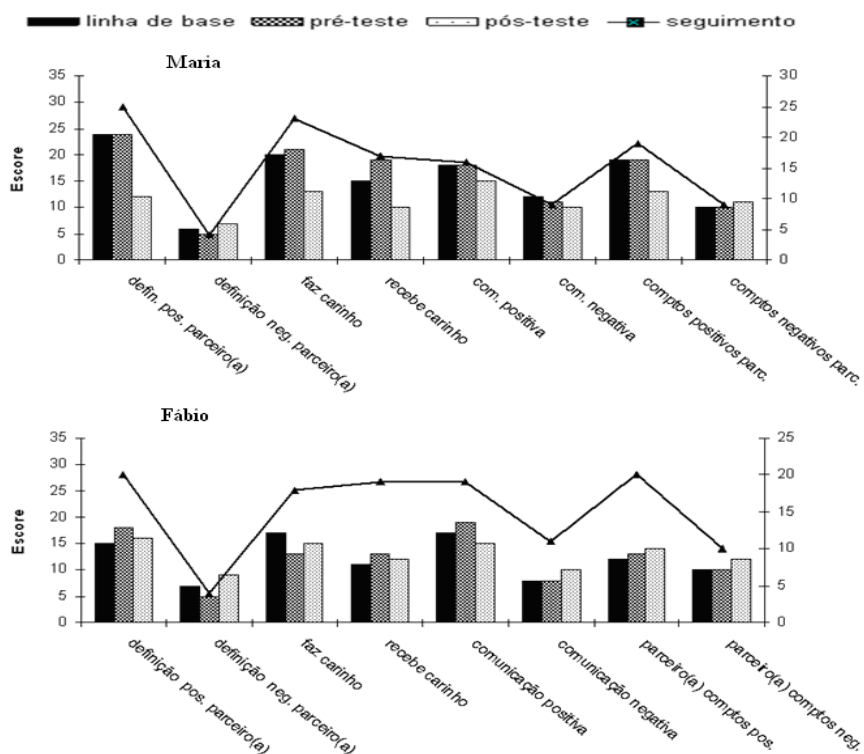 linha de base pré-teste pós-teste seguimento
Maria
35
30
25
20
15
10
5
0
Escore
30
25
20
15
10
5
0
defin. pos. parceiro(a)
definição neg. parceiro(a)
faz carinho
recebe carinho
com. positiva
com. negativa
comptos positivos parc.
comptos negativos parc.
Fábio
35
30
25
20
15
10
5
0
Escore
25
20
15
10
5
0
definição pos. parceiro(a)
definição neg. parceiro(a)
faz carinho
recebe carinho
comunicação positiva
comunicação negativa
parceiro(a) comptos pos.
parceiro(a) comptos neg.